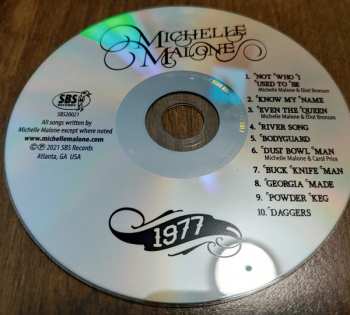 MICHELLE
MALONE
SBS
RECORDS
SBS20021
All songs written by
Michelle Malone except where noted
www.michellemalone.com
© ℗ 2021 SBS Records
Atlanta, GA USA
1. NOT WHO I
USED TO BE
Michelle Malone & Eliot Bronson
2. KNOW MY NAME
3. EVEN THE QUEEN
Michelle Malone & Eliot Bronson
4. RIVER SONG
5. BODYGUARD
6. DUST BOWL MAN
Michelle Malone & Carol Price
7. BUCK KNIFE MAN
8. GEORGIA MADE
9. POWDER KEG
10. DAGGERS
1977